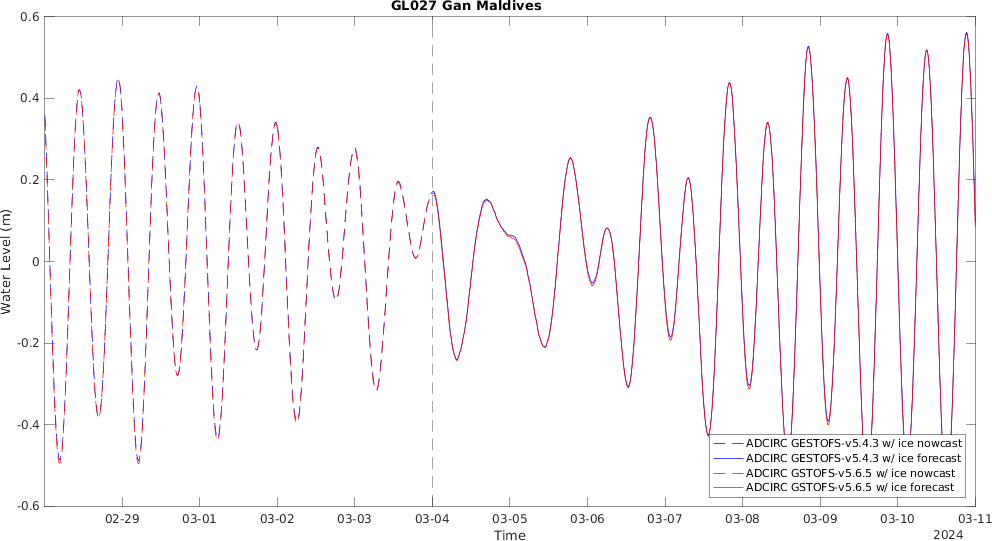 GL027 Gan Maldives
0.6
0.4
0.2
0
-0.2
-0.4
-0.6
Water Level (m)
02-29 03-01 03-02 03-03 03-04 03-05 03-06 03-07 03-08 03-09 03-10 03-11
Time
2024
ADCIRC GESTOFS-v5.4.3 w/ ice nowcast
ADCIRC GESTOFS-v5.4.3 w/ ice forecast
ADCIRC GSTOFS-v5.6.5 w/ ice nowcast
ADCIRC GSTOFS-v5.6.5 w/ ice forecast